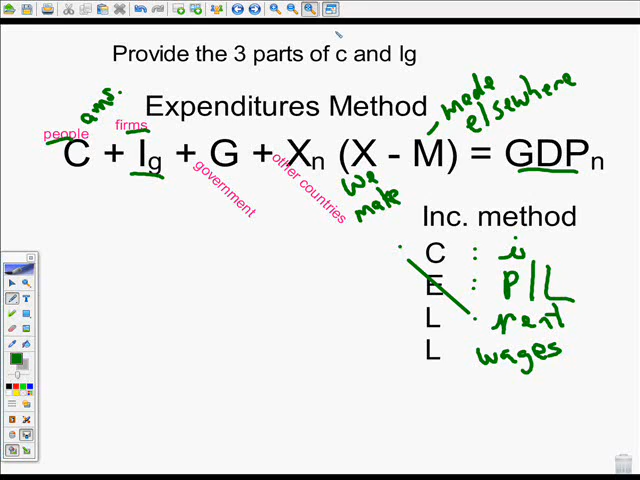 Provide the 3 parts of c and Ig
ams.
made
elsewhere
Expenditures Method
people
firms
C + Ig + G + Xn (X - M) = GDPn
government
other countries
we
make
Inc. method
C : i
E : P/L
L : rent
L wages